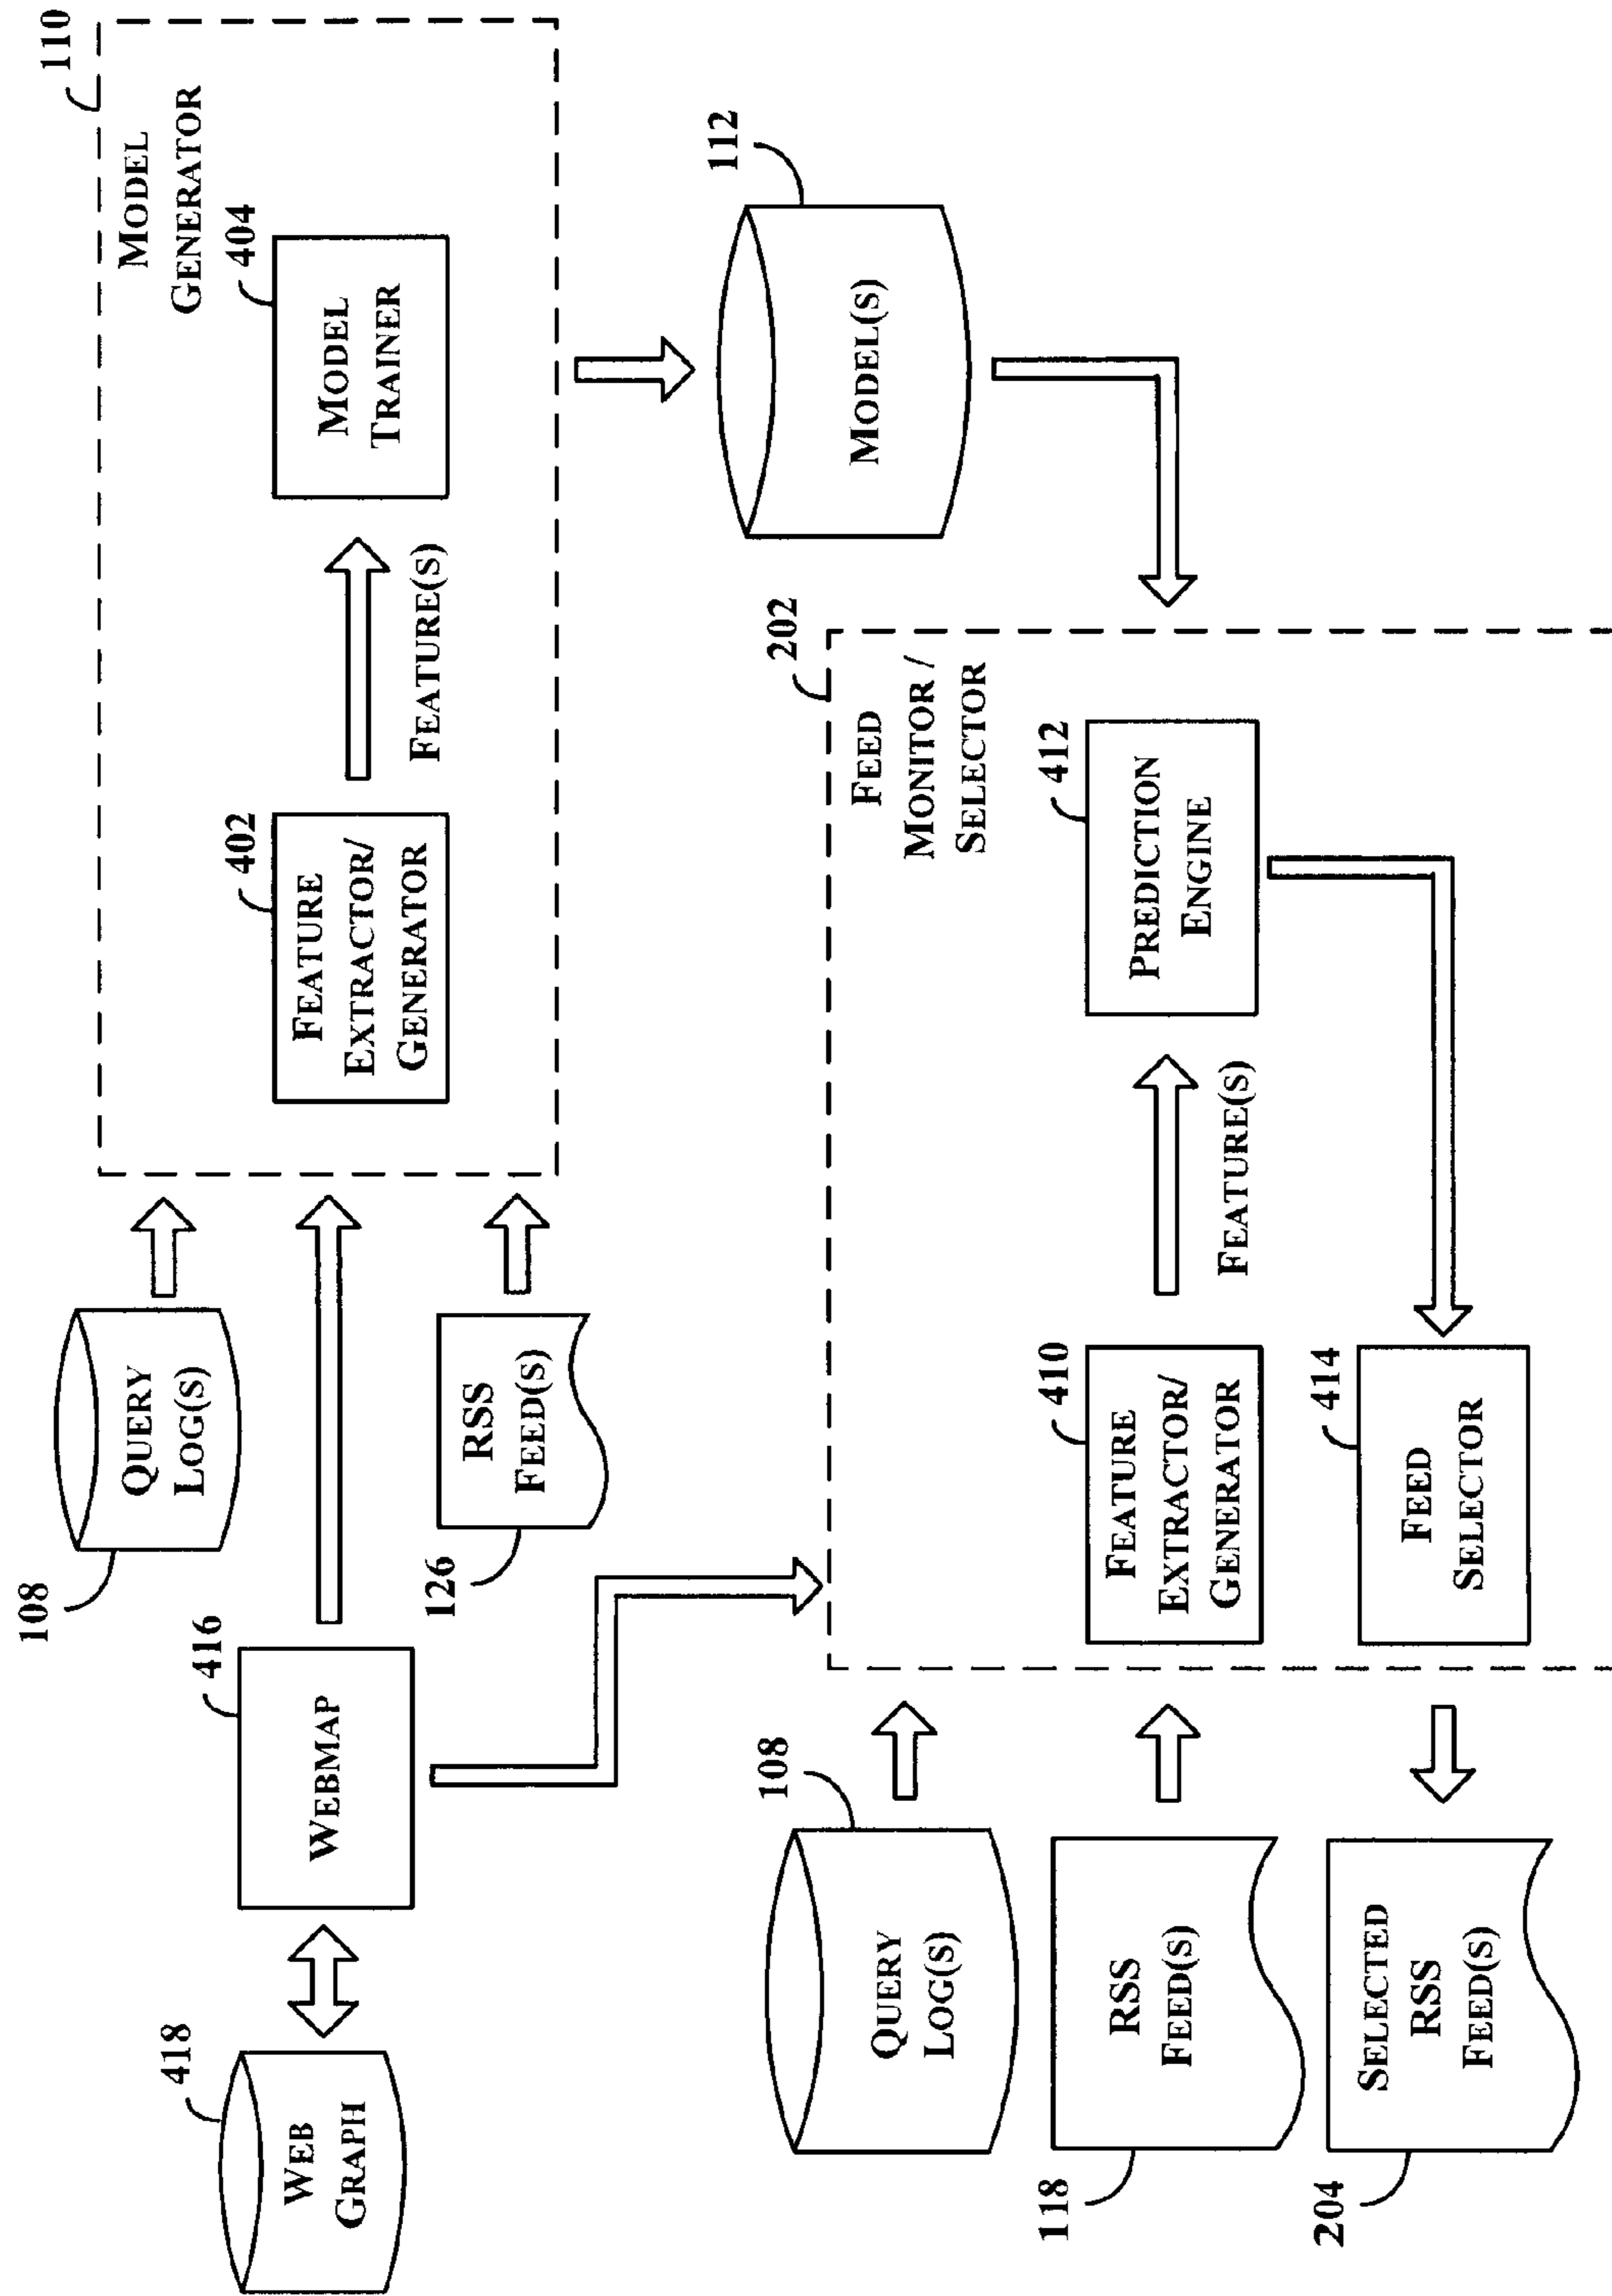 110
MODEL
GENERATOR
404
MODEL
TRAINER
FEATURE(S)
402
FEATURE
EXTRACTOR/
GENERATOR
108
QUERY
LOG(S)
416
WEBMAP
418
WEB
GRAPH
126
RSS
FEED(S)
112
MODEL(S)
202
FEED
MONITOR /
SELECTOR
412
PREDICTION
ENGINE
FEATURE(S)
410
FEATURE
EXTRACTOR/
GENERATOR
414
FEED
SELECTOR
108
QUERY
LOG(S)
118
RSS
FEED(S)
204
SELECTED
RSS
FEED(S)